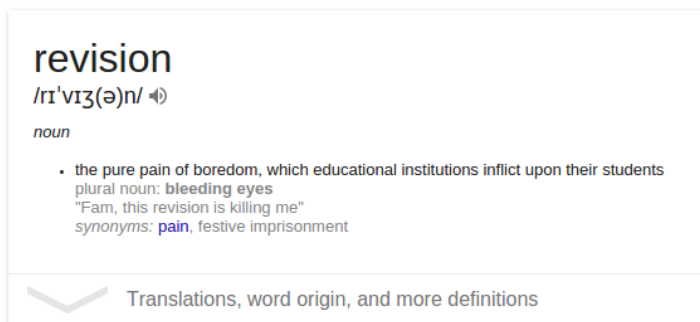 revision
/rɪˈvɪʒ(ə)n/
noun
• the pure pain of boredom, which educational institutions inflict upon their students
plural noun: bleeding eyes
"Fam, this revision is killing me"
synonyms: pain, festive imprisonment
Translations, word origin, and more definitions